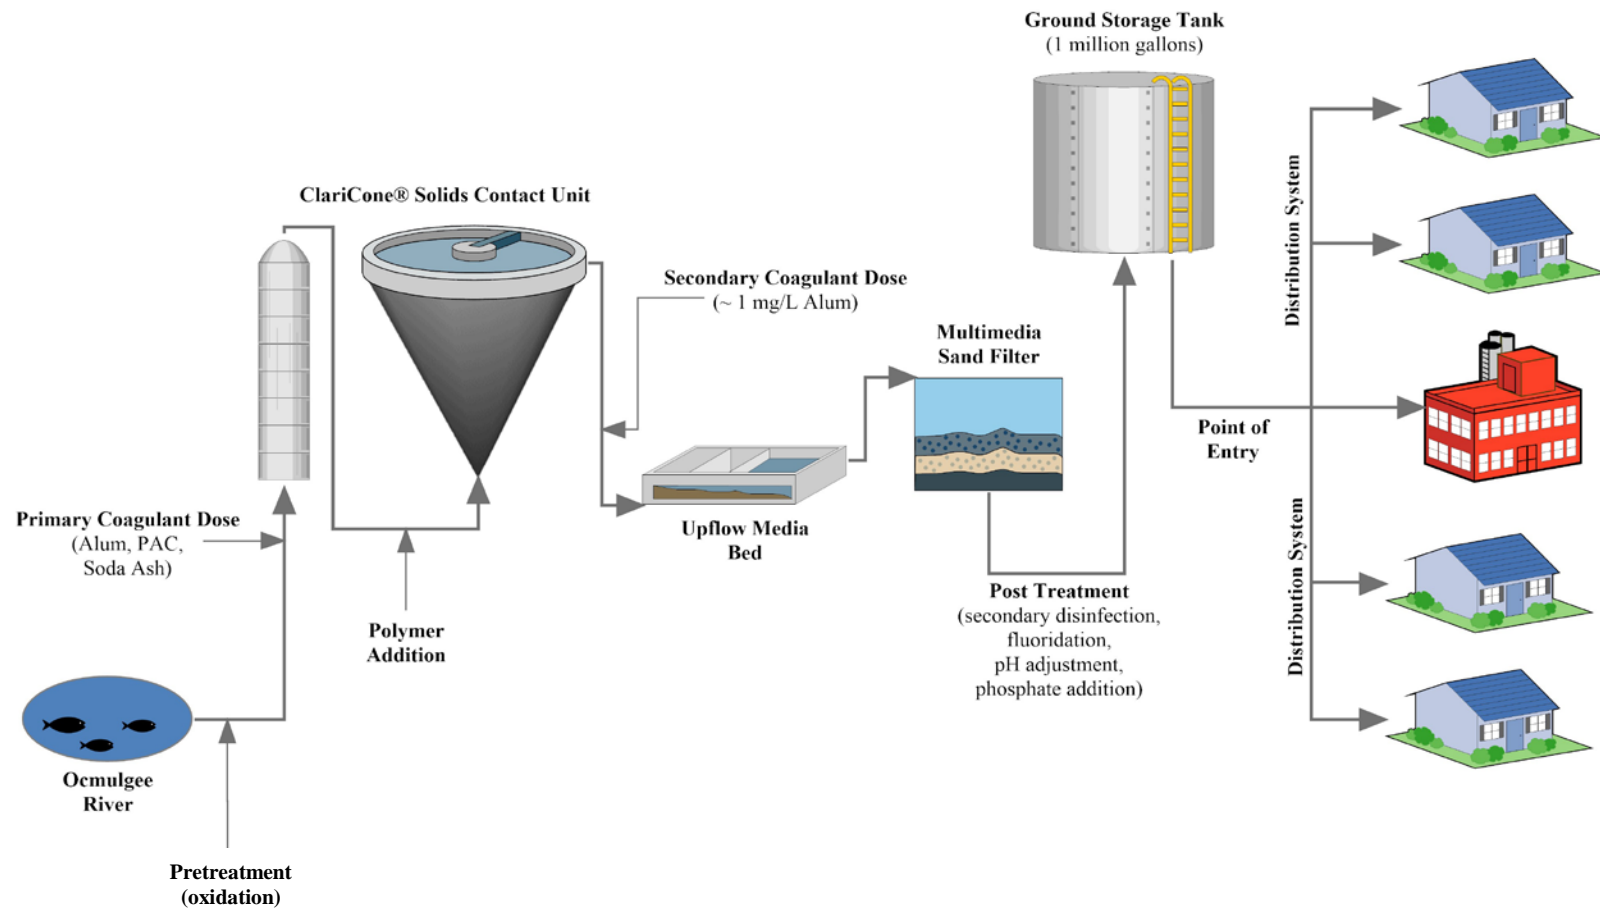 Ground Storage Tank
(1 million gallons)
ClariCone® Solids Contact Unit
Secondary Coagulant Dose
(~ 1 mg/L Alum)
Multimedia
Sand Filter
Distribution System
Point of
Entry
Primary Coagulant Dose
(Alum, PAC,
Soda Ash)
Upflow Media
Bed
Polymer
Addition
Post Treatment
(secondary disinfection,
fluoridation,
pH adjustment,
phosphate addition)
Distribution System
Ocmulgee
River
Pretreatment
(oxidation)